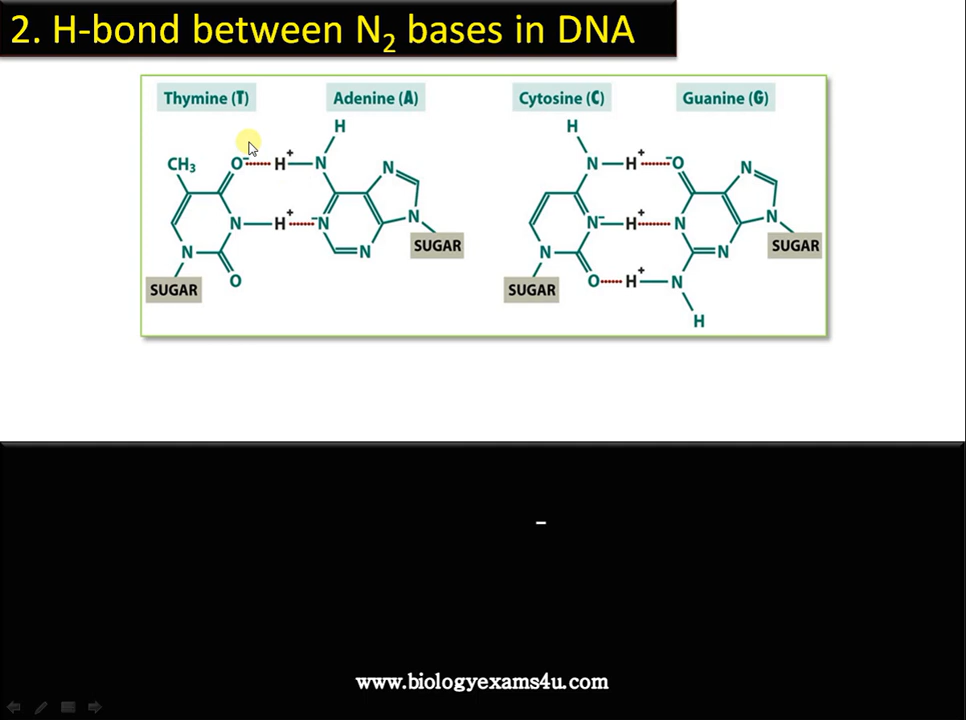 2. H-bond between N₂ bases in DNA
Thymine (T) Adenine (A) Cytosine (C) Guanine (G)
H H
CH₃ O⁻ H⁺ N N N H⁺ ⁻O N
N H⁺ ⁻N N N⁻ H⁺ N N
SUGAR SUGAR
N N N N
O O H⁺ N
SUGAR SUGAR
H
-
www.biologyexams4u.com